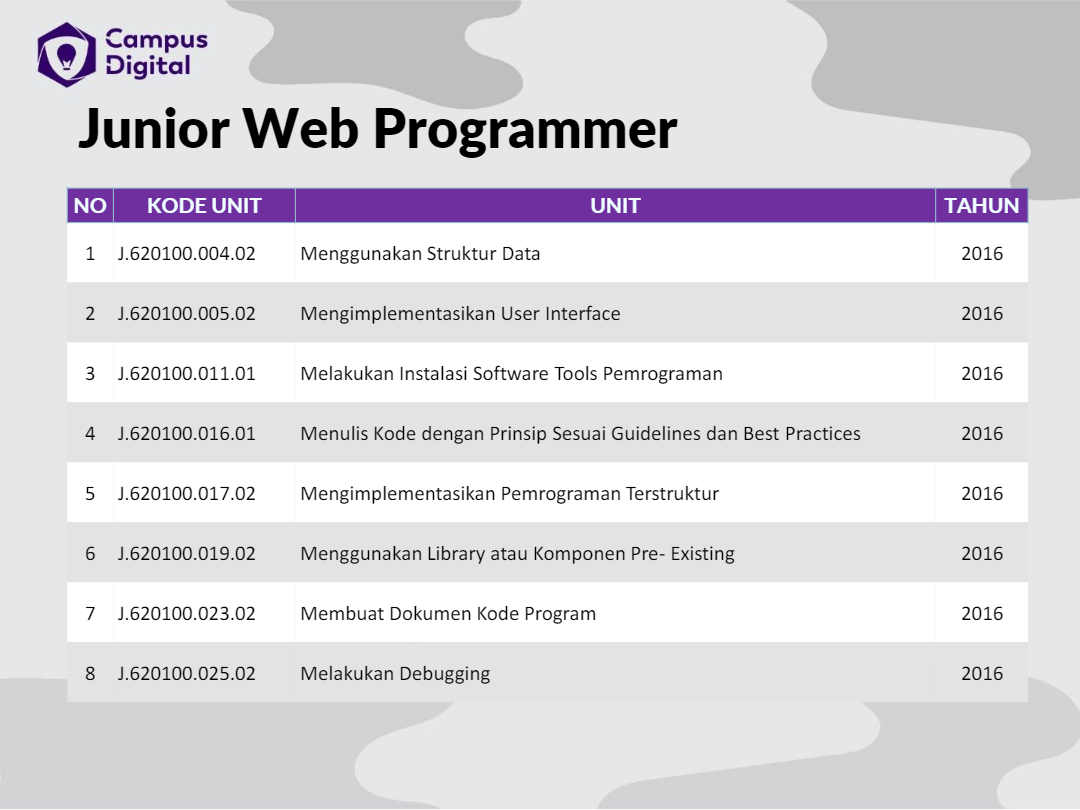 Campus
Digital
Junior Web Programmer
NO KODE UNIT UNIT TAHUN
1 J.620100.004.02 Menggunakan Struktur Data 2016
2 J.620100.005.02 Mengimplementasikan User Interface 2016
3 J.620100.011.01 Melakukan Instalasi Software Tools Pemrograman 2016
4 J.620100.016.01 Menulis Kode dengan Prinsip Sesuai Guidelines dan Best Practices 2016
5 J.620100.017.02 Mengimplementasikan Pemrograman Terstruktur 2016
6 J.620100.019.02 Menggunakan Library atau Komponen Pre- Existing 2016
7 J.620100.023.02 Membuat Dokumen Kode Program 2016
8 J.620100.025.02 Melakukan Debugging 2016